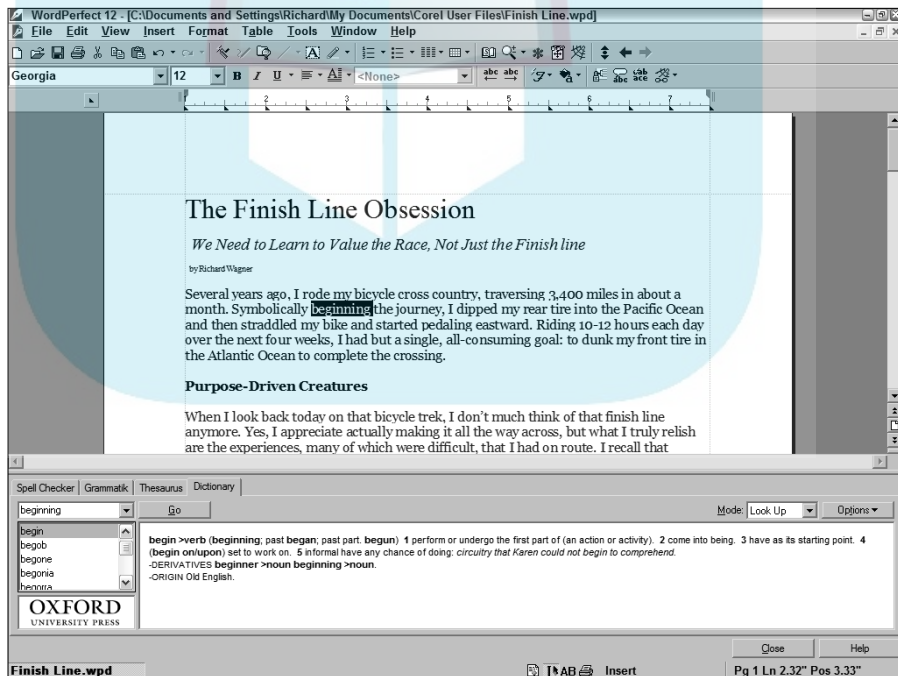 WordPerfect 12 - [C:\Documents and Settings\Richard\My Documents\Corel User Files\Finish Line.wpd]
File Edit View Insert Format Table Tools Window Help
Georgia 12 B I U <None> abc abc
1 2 3 4 5 6 7
The Finish Line Obsession
We Need to Learn to Value the Race, Not Just the Finish line
by Richard Wagner
Several years ago, I rode my bicycle cross country, traversing 3,400 miles in about a
month. Symbolically beginning the journey, I dipped my rear tire into the Pacific Ocean
and then straddled my bike and started pedaling eastward. Riding 10-12 hours each day
over the next four weeks, I had but a single, all-consuming goal: to dunk my front tire in
the Atlantic Ocean to complete the crossing.
Purpose-Driven Creatures
When I look back today on that bicycle trek, I don't much think of that finish line
anymore. Yes, I appreciate actually making it all the way across, but what I truly relish
are the experiences, many of which were difficult, that I had on route. I recall that
Spell Checker Grammatik Thesaurus Dictionary
beginning Go Mode: Look Up Options
begin
begob
begone
begonia
begorra
begin >verb (beginning; past began; past part. begun) 1 perform or undergo the first part of (an action or activity). 2 come into being. 3 have as its starting point. 4
(begin on/upon) set to work on. 5 informal have any chance of doing: circuitry that Karen could not begin to comprehend.
-DERIVATIVES beginner >noun beginning >noun.
-ORIGIN Old English.
OXFORD
UNIVERSITY PRESS
Close Help
Finish Line.wpd AB Insert Pg 1 Ln 2.32" Pos 3.33"